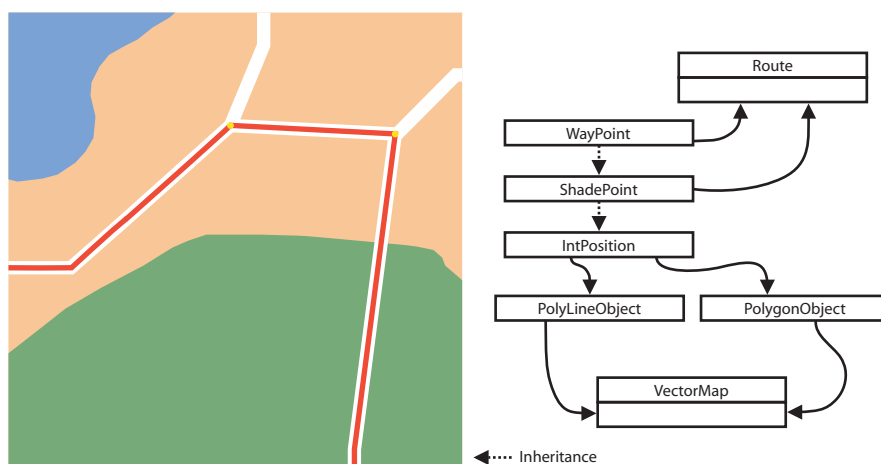 Route
WayPoint
ShadePoint
IntPosition
PolyLineObject
PolygonObject
VectorMap
Inheritance